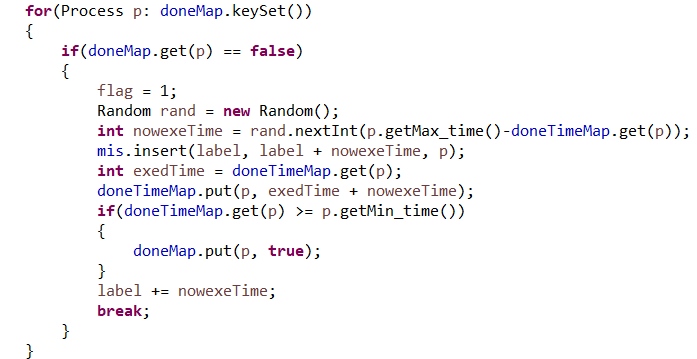 for(Process p: doneMap.keySet())
{
    if(doneMap.get(p) == false)
    {
        flag = 1;
        Random rand = new Random();
        int nowexeTime = rand.nextInt(p.getMax_time()-doneTimeMap.get(p));
        mis.insert(label, label + nowexeTime, p);
        int exedTime = doneTimeMap.get(p);
        doneTimeMap.put(p, exedTime + nowexeTime);
        if(doneTimeMap.get(p) >= p.getMin_time())
        {
            doneMap.put(p, true);
        }
        label += nowexeTime;
        break;
    }
}